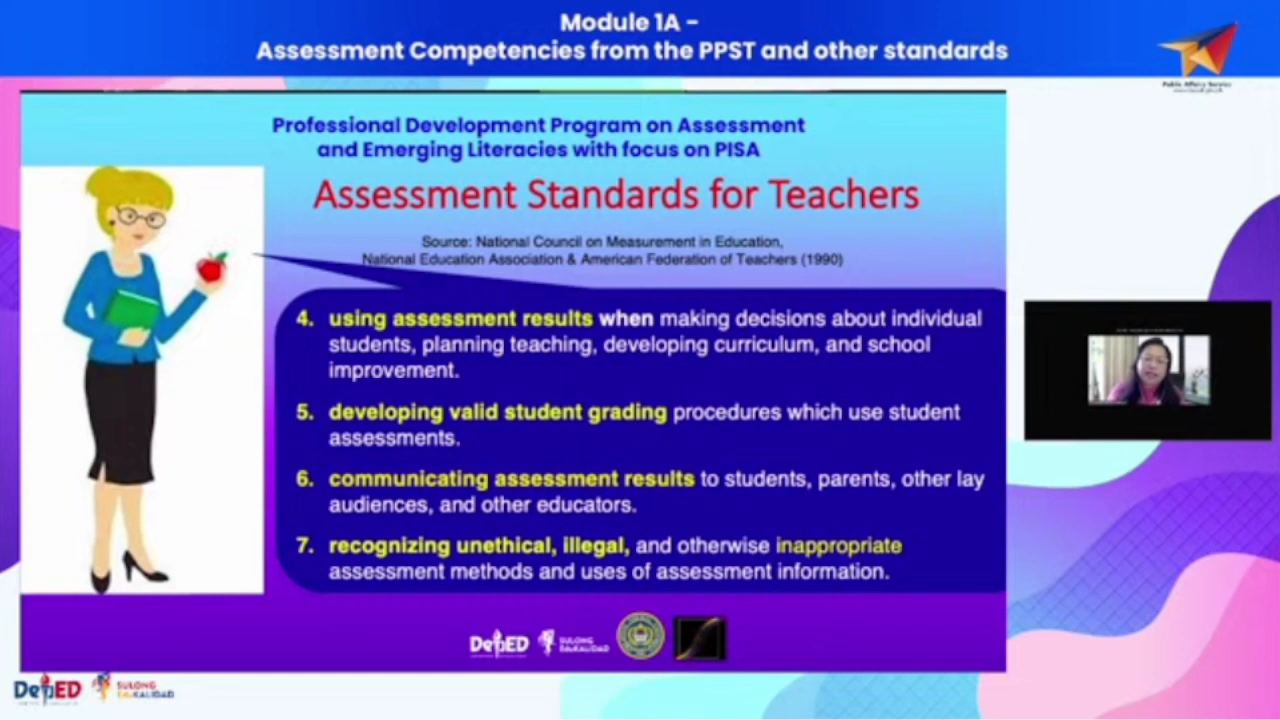 Module 1A -
Assessment Competencies from the PPST and other standards
Public Affairs Service
Professional Development Program on Assessment
and Emerging Literacies with focus on PISA
Assessment Standards for Teachers
Source: National Council on Measurement in Education,
National Education Association & American Federation of Teachers (1990)
4. using assessment results when making decisions about individual
students, planning teaching, developing curriculum, and school
improvement.
5. developing valid student grading procedures which use student
assessments.
6. communicating assessment results to students, parents, other lay
audiences, and other educators.
7. recognizing unethical, illegal, and otherwise inappropriate
assessment methods and uses of assessment information.
DepED
SULONG
EduKALIDAD
DepED
SULONG
EduKALIDAD